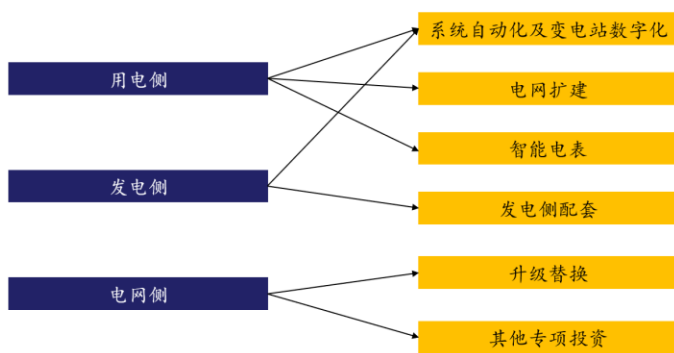 用电侧
发电侧
电网侧
系统自动化及变电站数字化
电网扩建
智能电表
发电侧配套
升级替换
其他专项投资